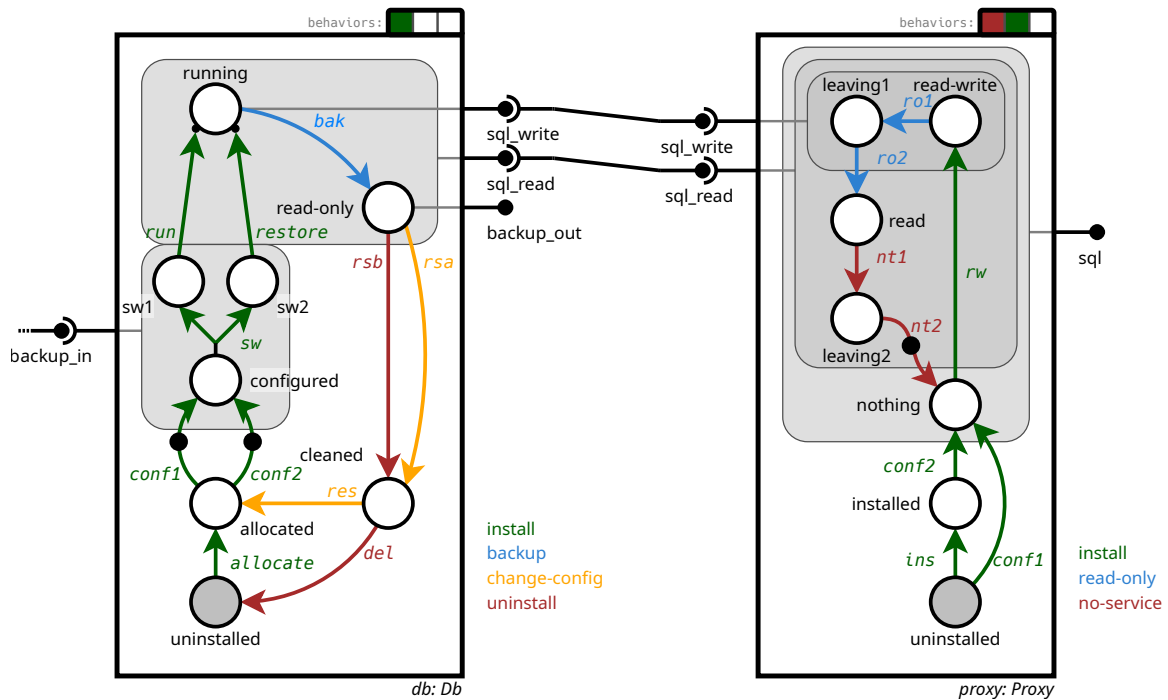 behaviors:
behaviors:
running
bak
sql_write
sql_read
read-only
backup_out
run
restore
rsb
rsa
sw1
sw2
sw
backup_in
configured
cleaned
conf1
conf2
res
allocated
del
allocate
uninstalled
install
backup
change-config
uninstall
db: Db
leaving1
read-write
ro1
sql_write
ro2
sql_read
read
nt1
rw
sql
nt2
leaving2
nothing
conf2
installed
ins
conf1
uninstalled
install
read-only
no-service
proxy: Proxy